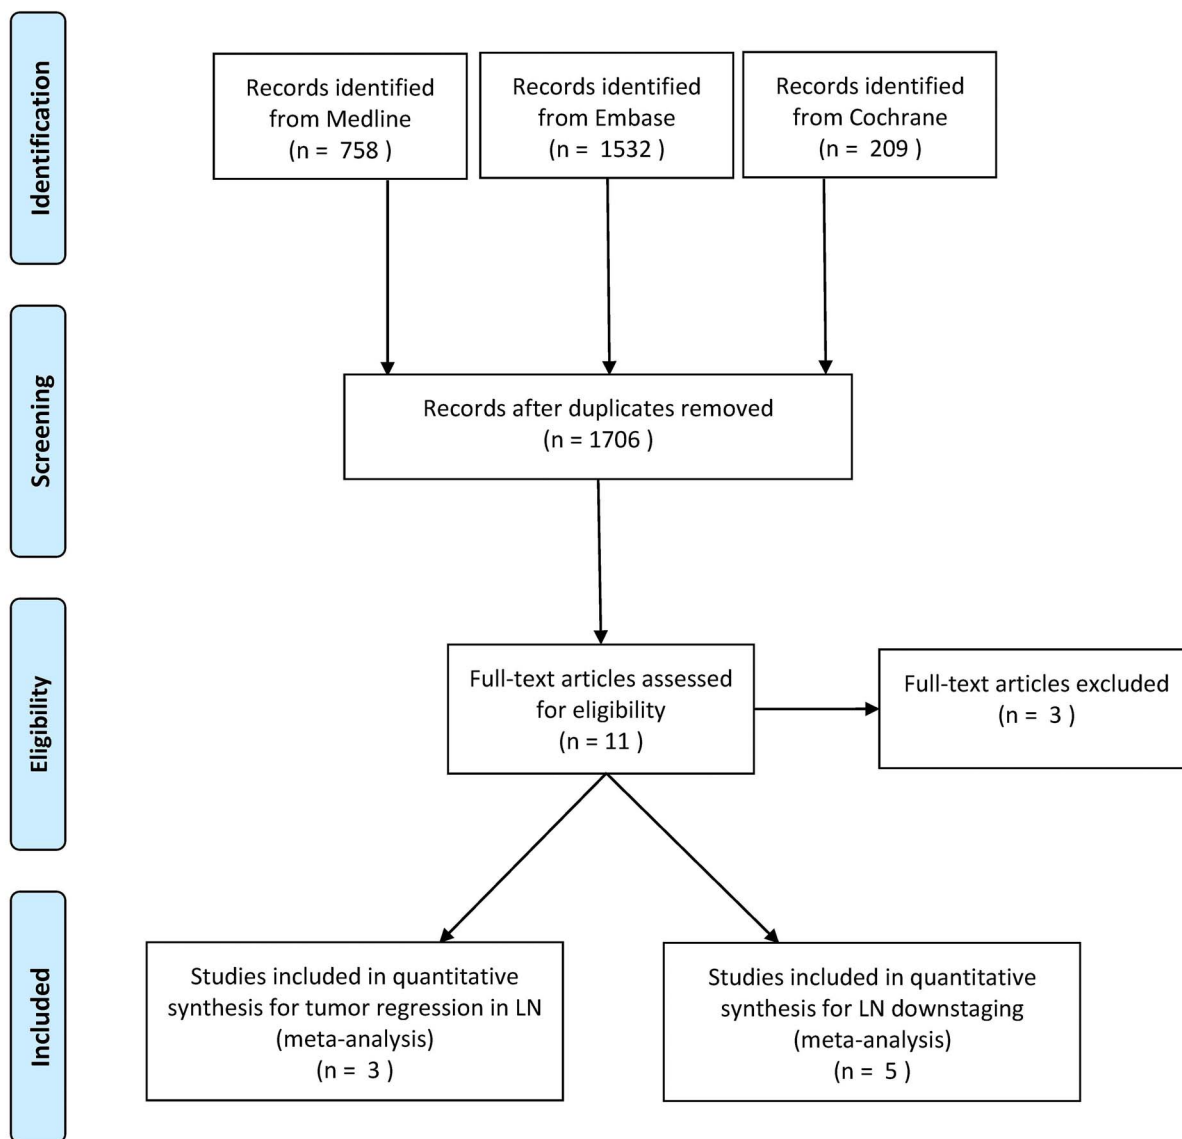 Identification
Records identified
from Medline
(n =  758 )
Records identified
from Embase
(n =  1532 )
Records identified
from Cochrane
(n =  209 )
Screening
Records after duplicates removed
(n = 1706 )
Eligibility
Full-text articles assessed
for eligibility
(n = 11 )
Full-text articles excluded
(n =  3 )
Included
Studies included in quantitative
synthesis for tumor regression in LN
(meta-analysis)
(n =  3 )
Studies included in quantitative
synthesis for LN downstaging
(meta-analysis)
(n =  5 )